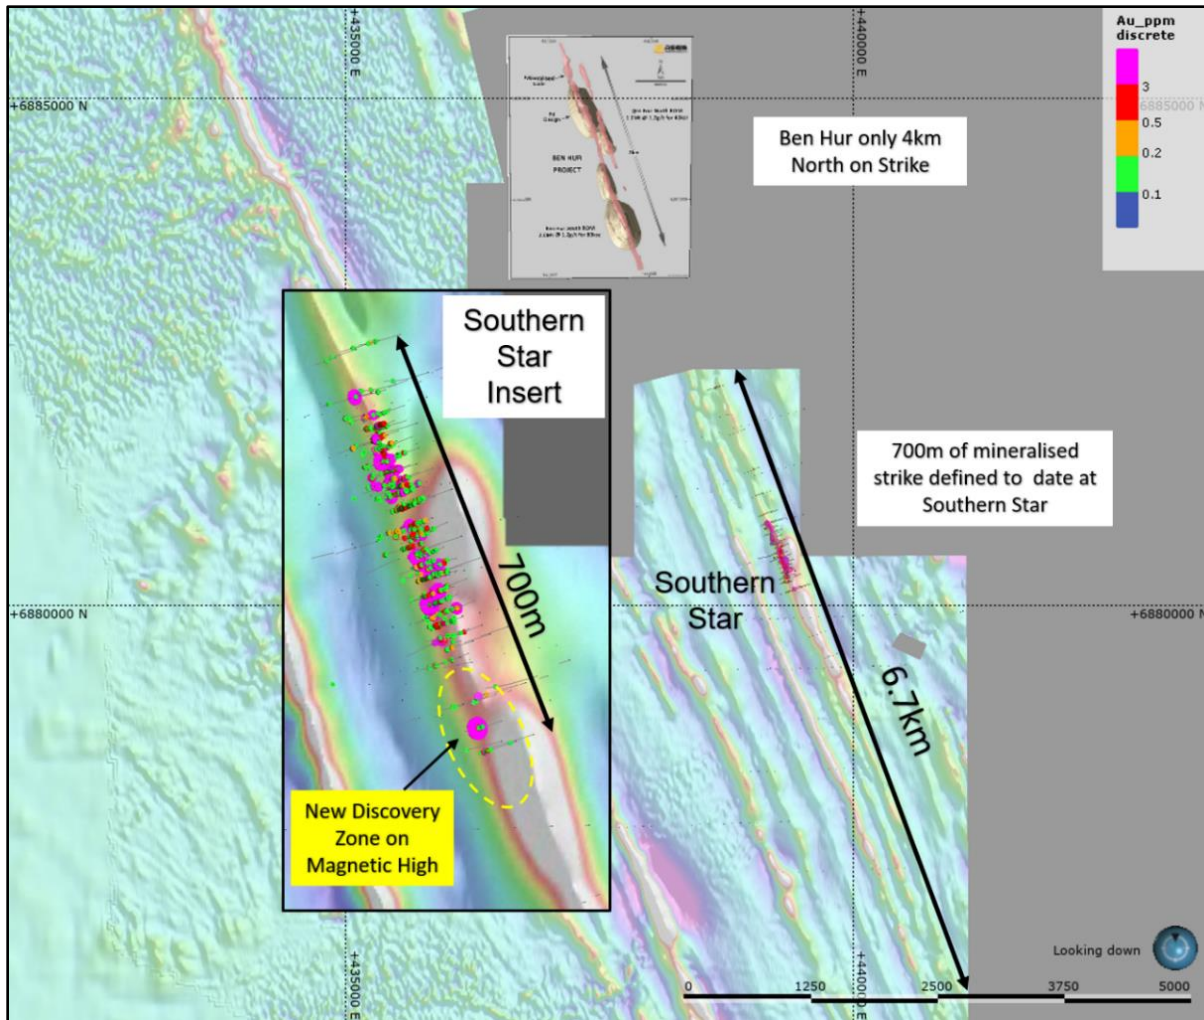 +435000 E
+440000 E
Au_ppm
discrete
3
0.5
0.2
0.1
+6885000 N
+6885000 N
BEN HUR
PROJECT
Ben Hur only 4km
North on Strike
Southern
Star
Insert
700m
New Discovery
Zone on
Magnetic High
700m of mineralised
strike defined to date at
Southern Star
Southern
Star
6.7km
+6880000 N
+6880000 N
Looking down
+435000 E
+440000 E
0
1250
2500
3750
5000